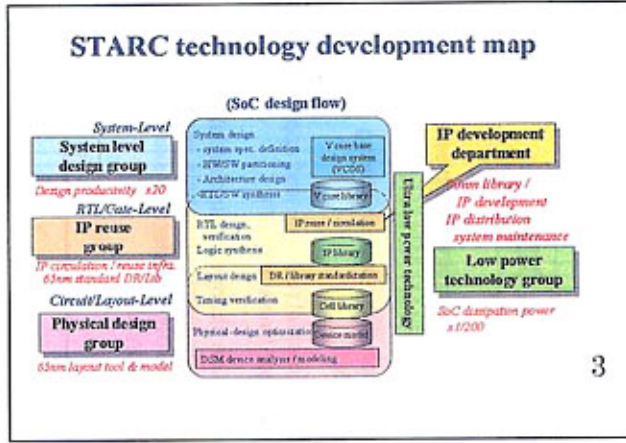 STARC technology development map
(SoC design flow)
System-Level
System level
design group
Design productivity x20
RTL/Gate-Level
IP reuse
group
IP circulation / reuse infra.
65nm standard DR/Lib
Circuit/Layout-Level
Physical design
group
65nm layout tool & model
System design
- system spec. definition
- HW/SW partitioning
- Architecture design
-RTL/SW synthesis
V core base
design system
(VCDS)
V core library
RTL design,
verification
IP reuse / circulation
Logic synthesis
IP library
Layout design
DR / library standardization
Timing verification
Cell library
Physical design optimization
Device model
DSM device analysis / modeling
Ultra low power technology
IP development
department
library /
IP development
IP distribution
system maintenance
Low power
technology group
SoC dissipation power
x1/200
3